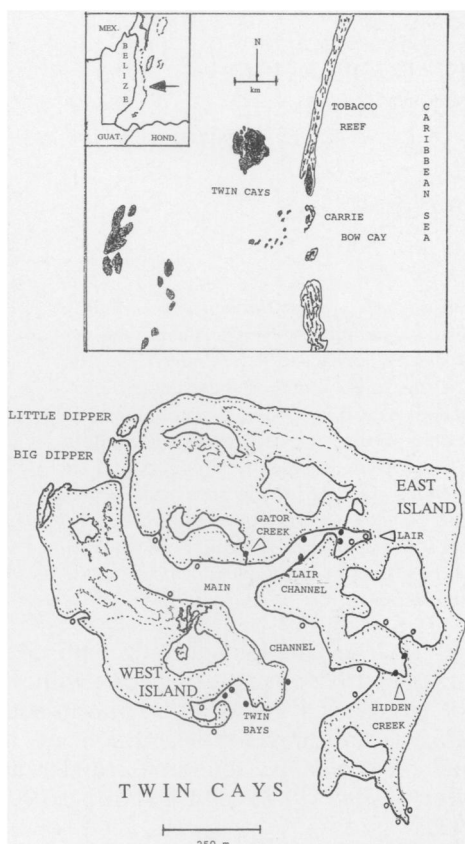 MEX.
BELIZE
GUAT.
HOND.
N
km
TOBACCO
REEF
CARIBBEAN SEA
TWIN CAYS
CARRIE
BOW CAY
LITTLE DIPPER
BIG DIPPER
EAST
ISLAND
GATOR
CREEK
LAIR
LAIR
CHANNEL
MAIN
CHANNEL
WEST
ISLAND
TWIN
BAYS
HIDDEN
CREEK
TWIN CAYS